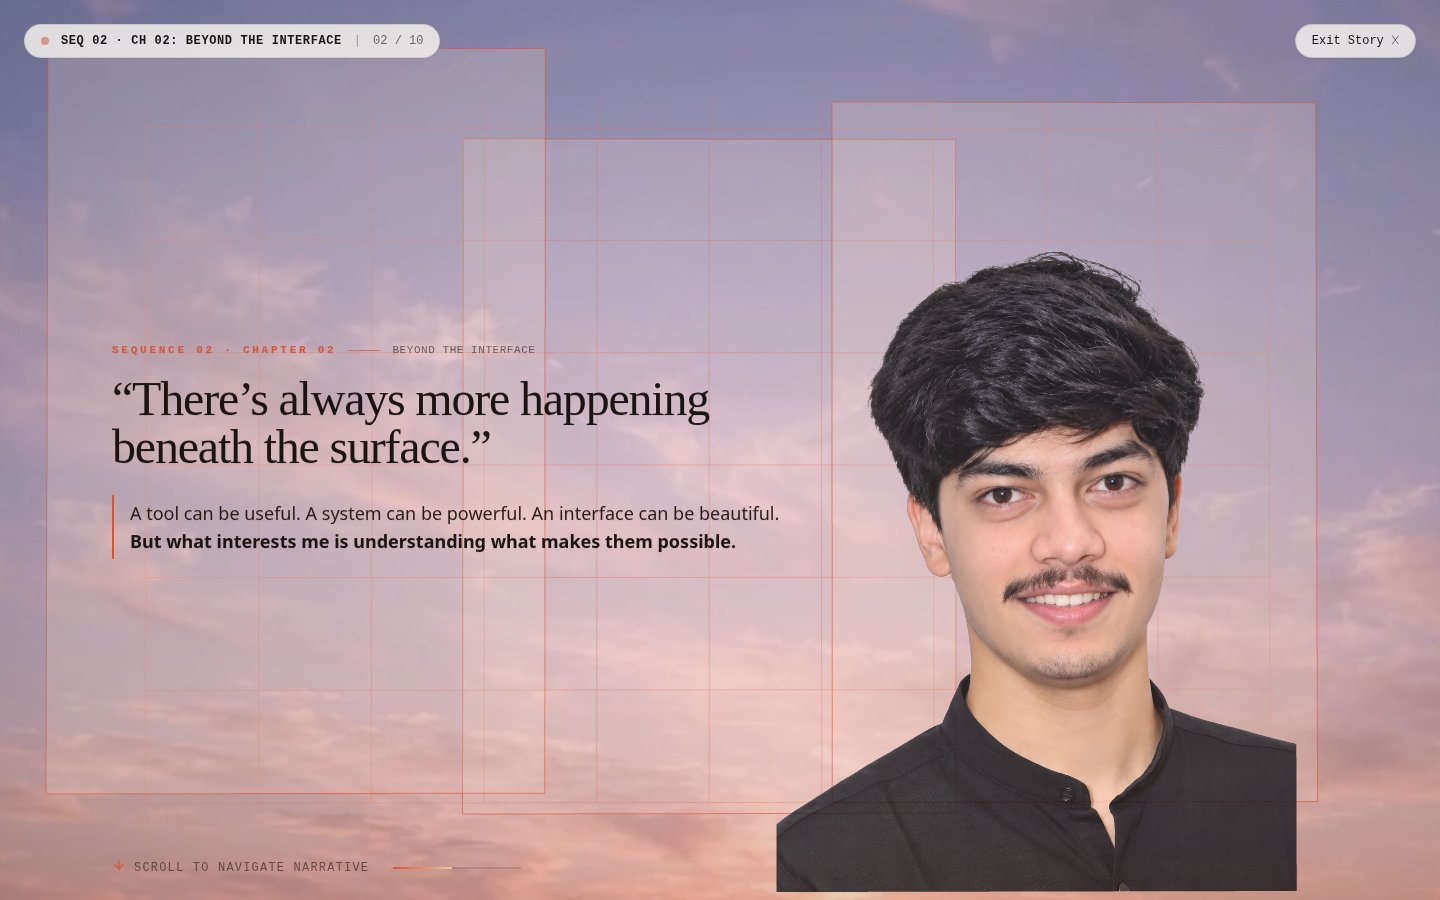 SEQ 02 · CH 02: BEYOND THE INTERFACE | 02 / 10
Exit Story X
SEQUENCE 02 · CHAPTER 02 BEYOND THE INTERFACE
“There’s always more happening
beneath the surface.”
A tool can be useful. A system can be powerful. An interface can be beautiful.
But what interests me is understanding what makes them possible.
↓ SCROLL TO NAVIGATE NARRATIVE